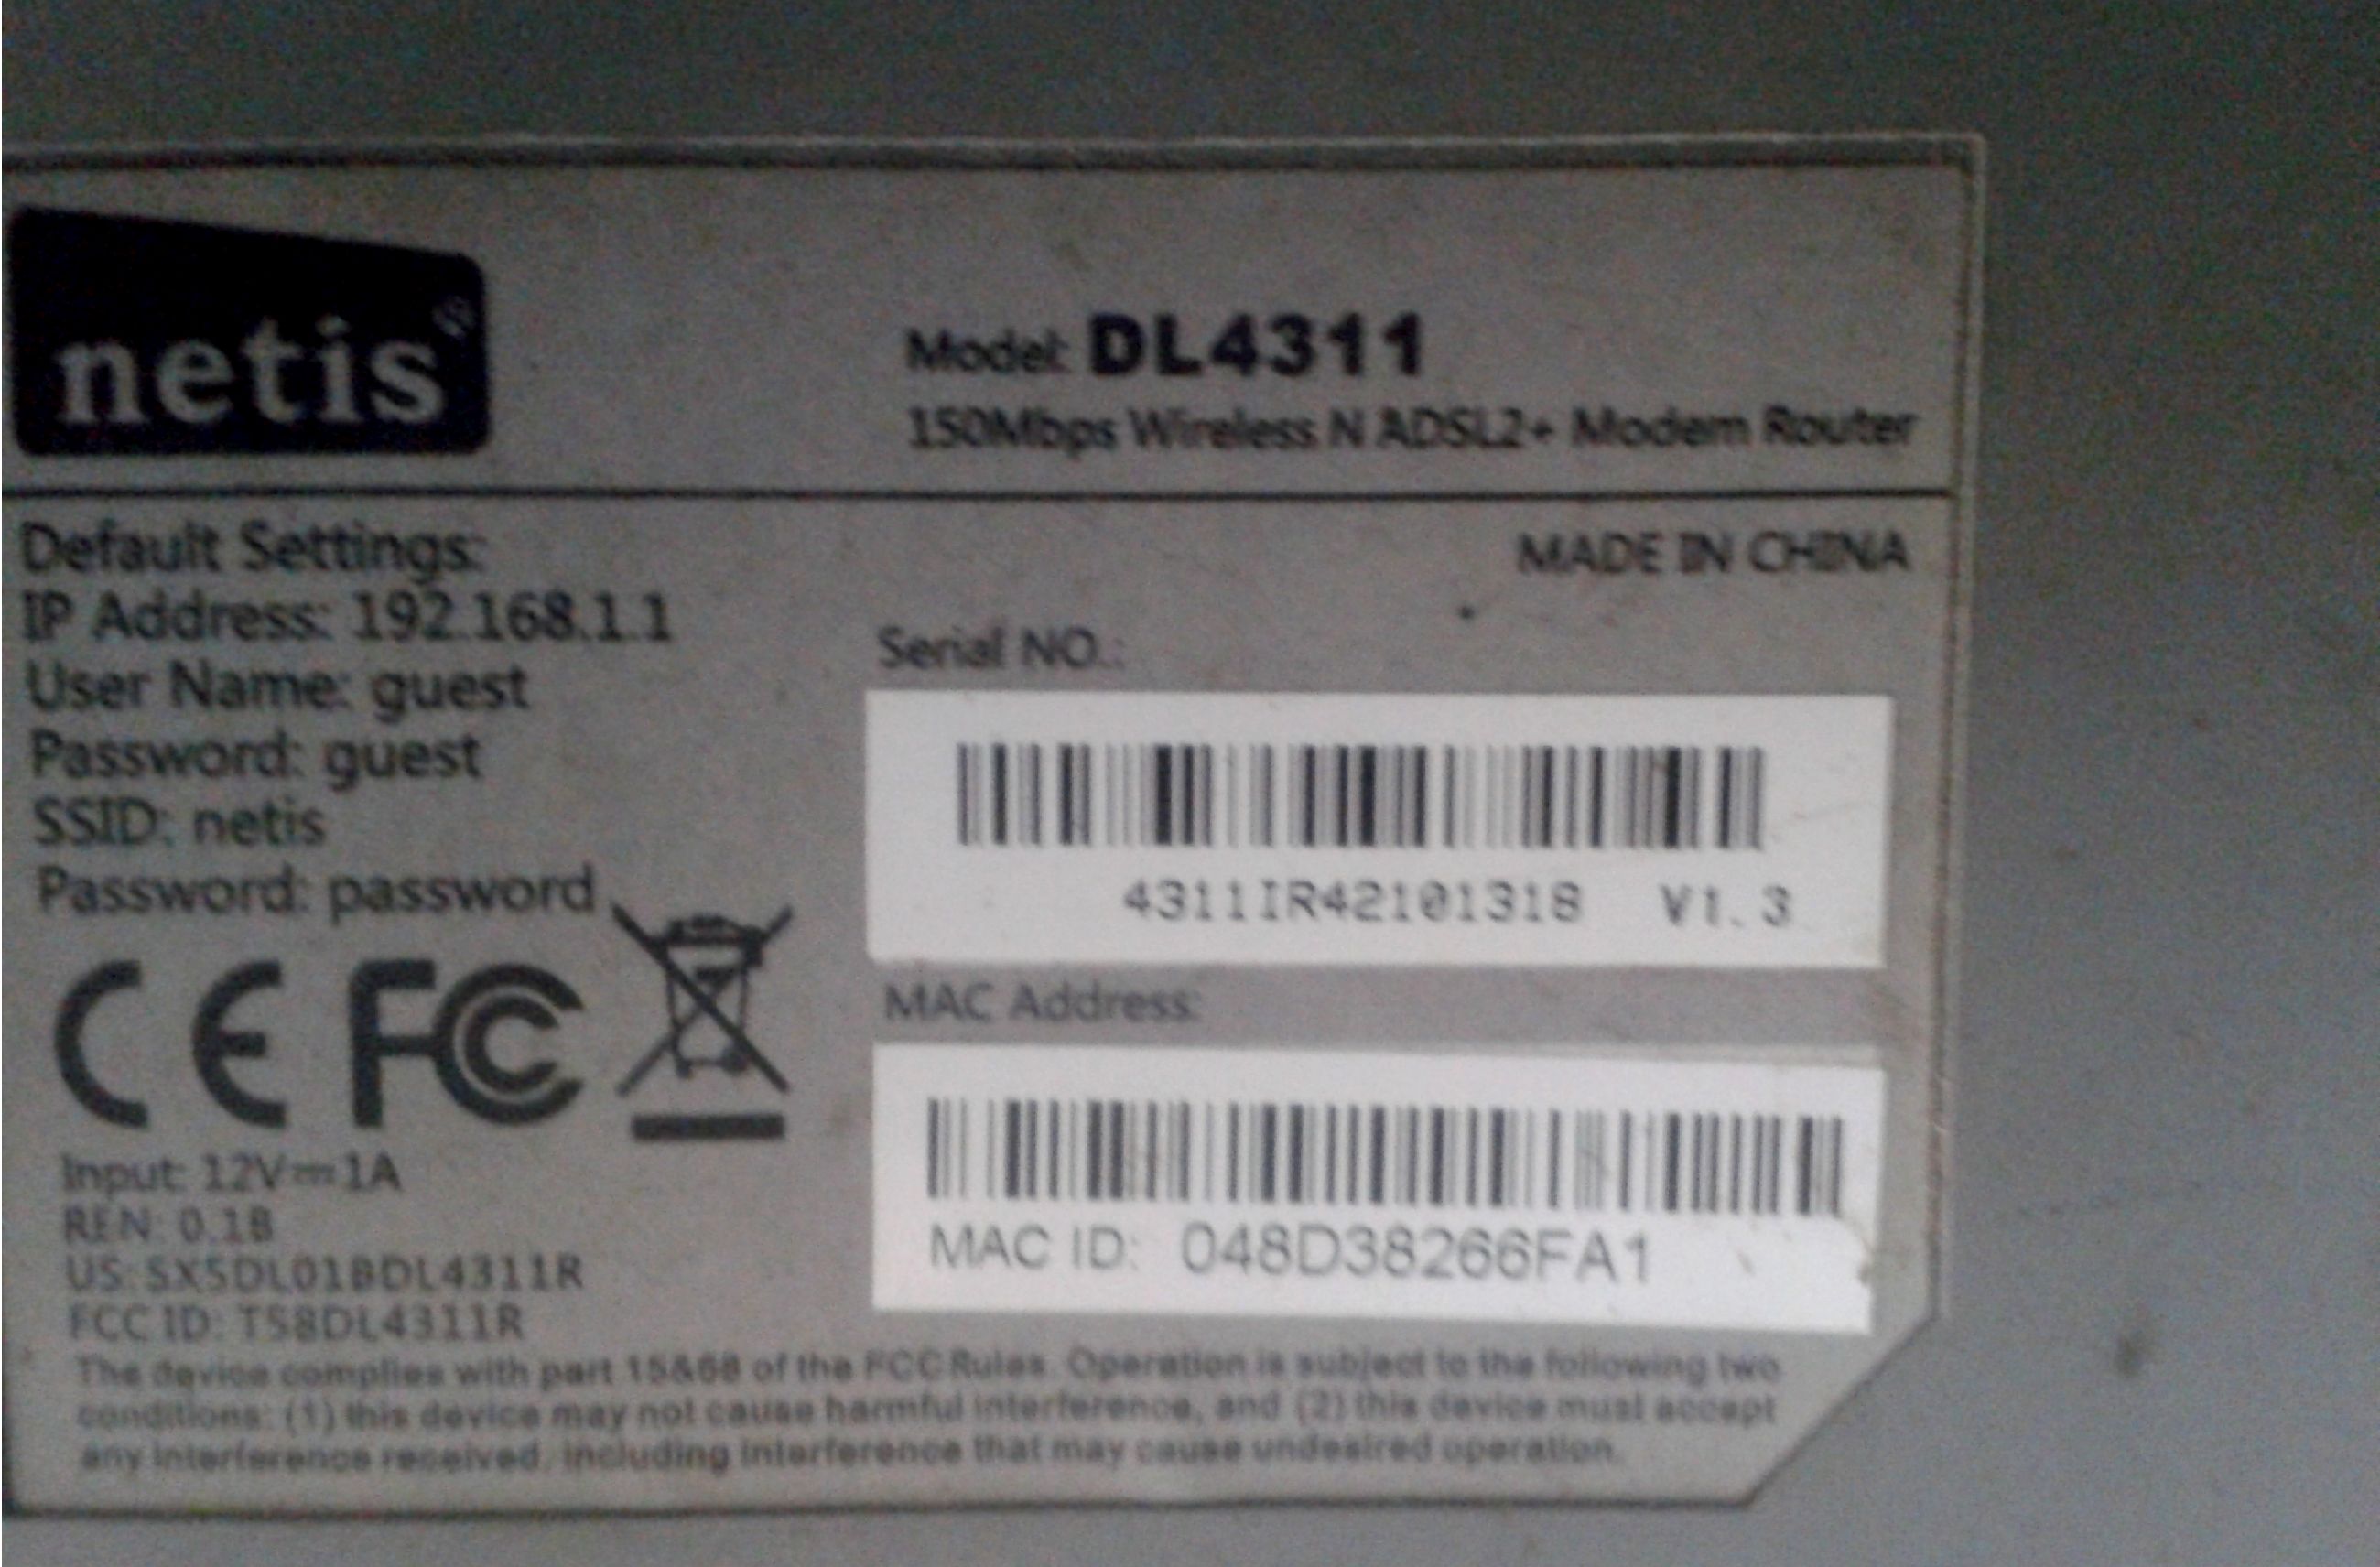 netis®
Model: DL4311
150Mbps Wireless N ADSL2+ Modem Router
Default Settings:
IP Address: 192.168.1.1
User Name: guest
Password: guest
SSID: netis
Password: password
MADE IN CHINA
Serial NO.:
4311IR42101318 V1.3
MAC Address:
MAC ID: 048D38266FA1
CE FC
Input: 12V⎓1A
REN: 0.1B
US: SX5DL01BDL4311R
FCC ID: T58DL4311R
The device complies with part 15&68 of the FCC Rules. Operation is subject to the following two
conditions: (1) this device may not cause harmful interference, and (2) this device must accept
any interference received, including interference that may cause undesired operation.